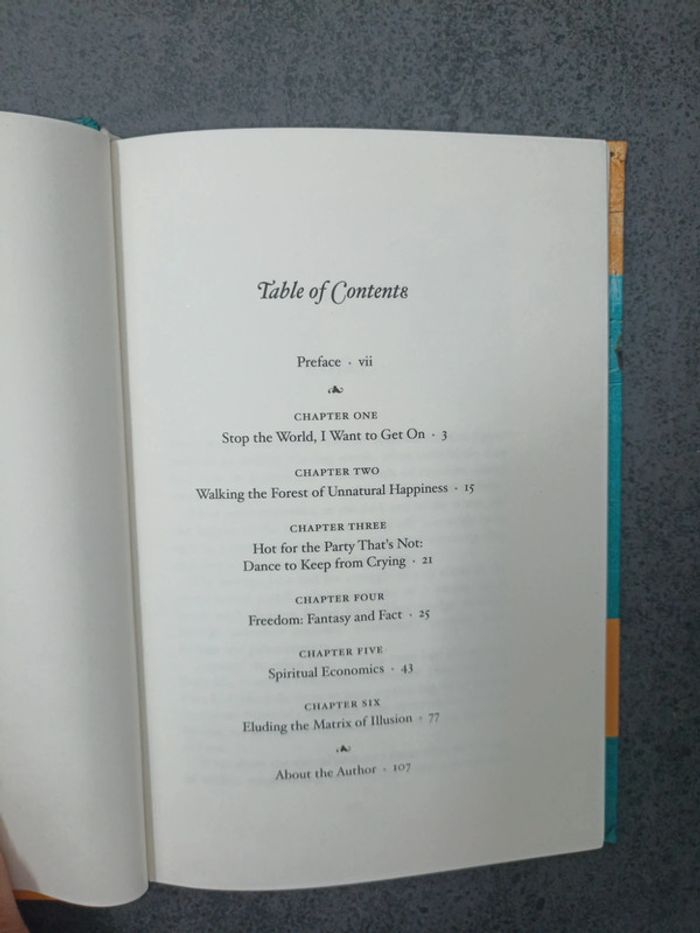 Table of Contents
Preface · vii
CHAPTER ONE
Stop the World, I Want to Get On · 3
CHAPTER TWO
Walking the Forest of Unnatural Happiness · 15
CHAPTER THREE
Hot for the Party That's Not:
Dance to Keep from Crying · 21
CHAPTER FOUR
Freedom: Fantasy and Fact · 25
CHAPTER FIVE
Spiritual Economics · 43
CHAPTER SIX
Eluding the Matrix of Illusion · 77
About the Author · 107